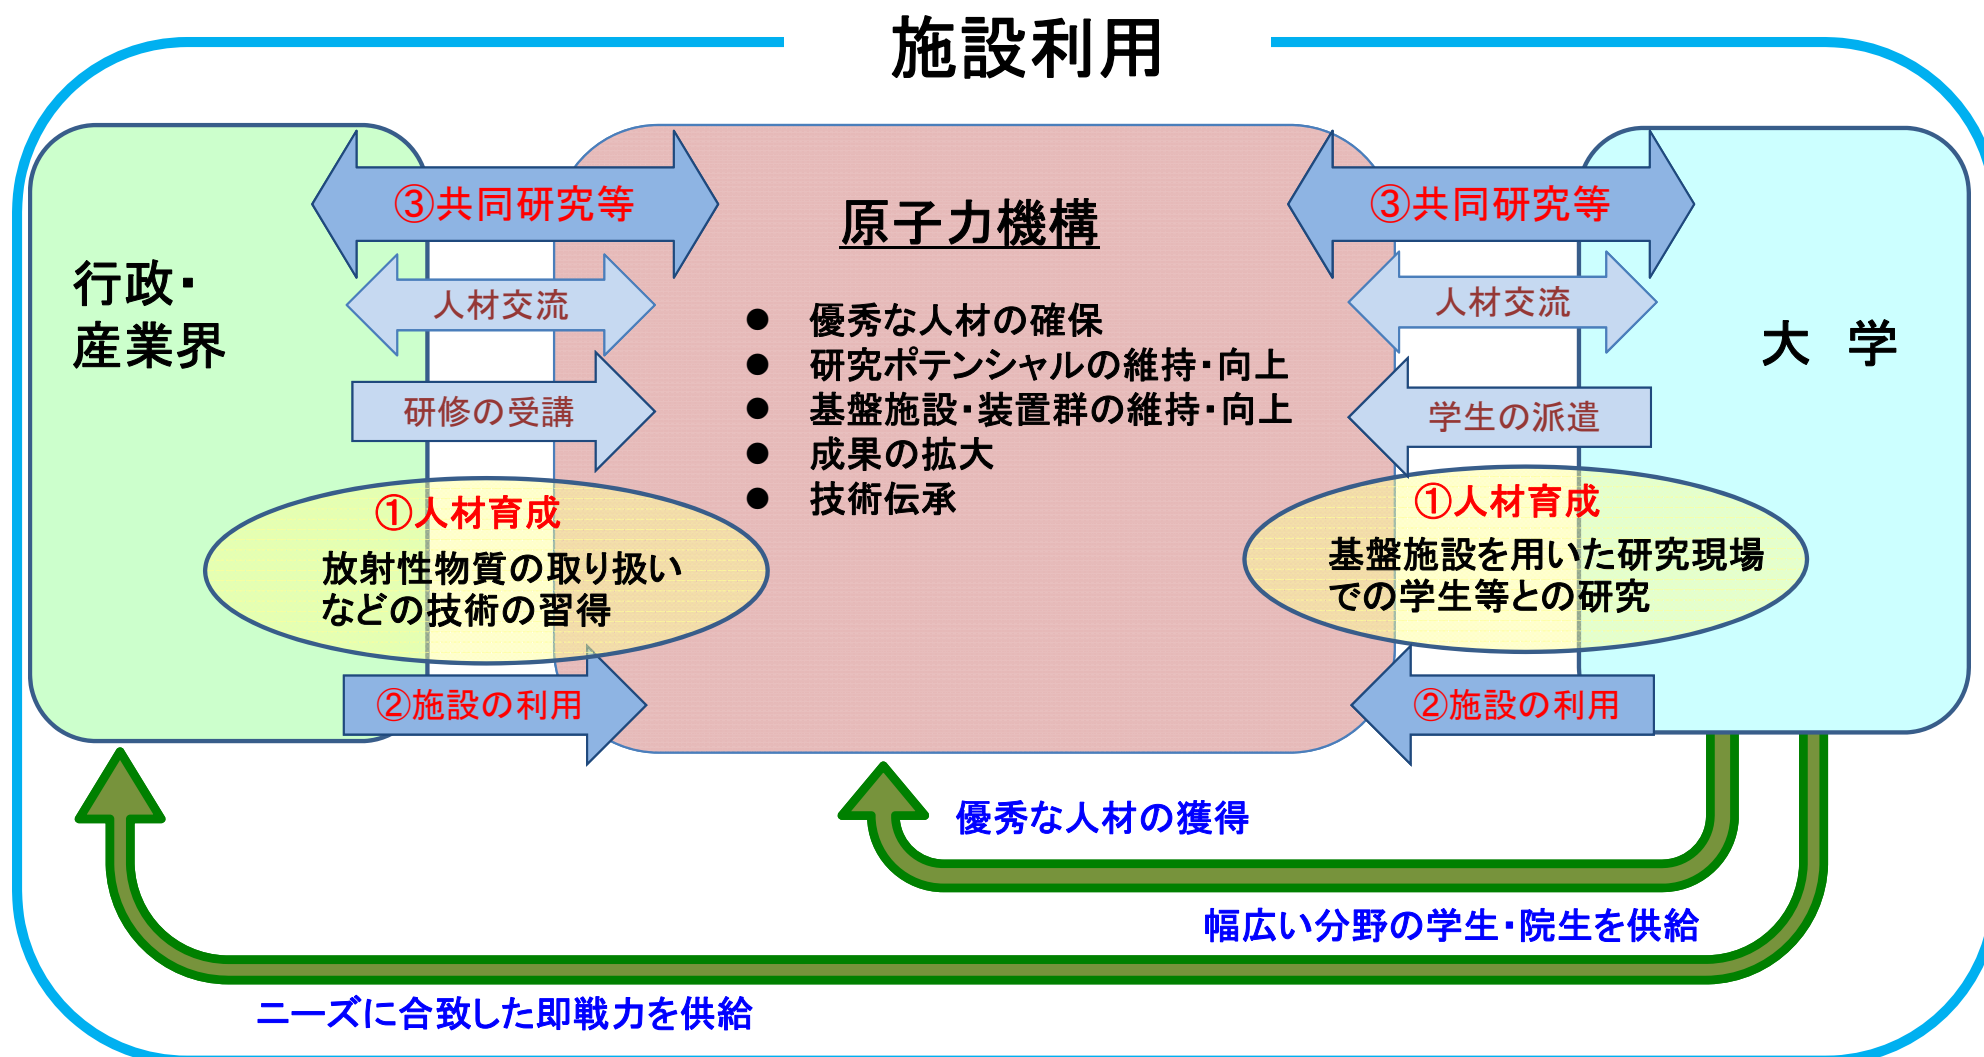 施設利用
行政・
産業界
③共同研究等
人材交流
研修の受講
①人材育成
放射性物質の取り扱い
などの技術の習得
②施設の利用
原子力機構
● 優秀な人材の確保
● 研究ポテンシャルの維持・向上
● 基盤施設・装置群の維持・向上
● 成果の拡大
● 技術伝承
③共同研究等
人材交流
学生の派遣
①人材育成
基盤施設を用いた研究現場
での学生等との研究
②施設の利用
大 学
優秀な人材の獲得
幅広い分野の学生・院生を供給
ニーズに合致した即戦力を供給